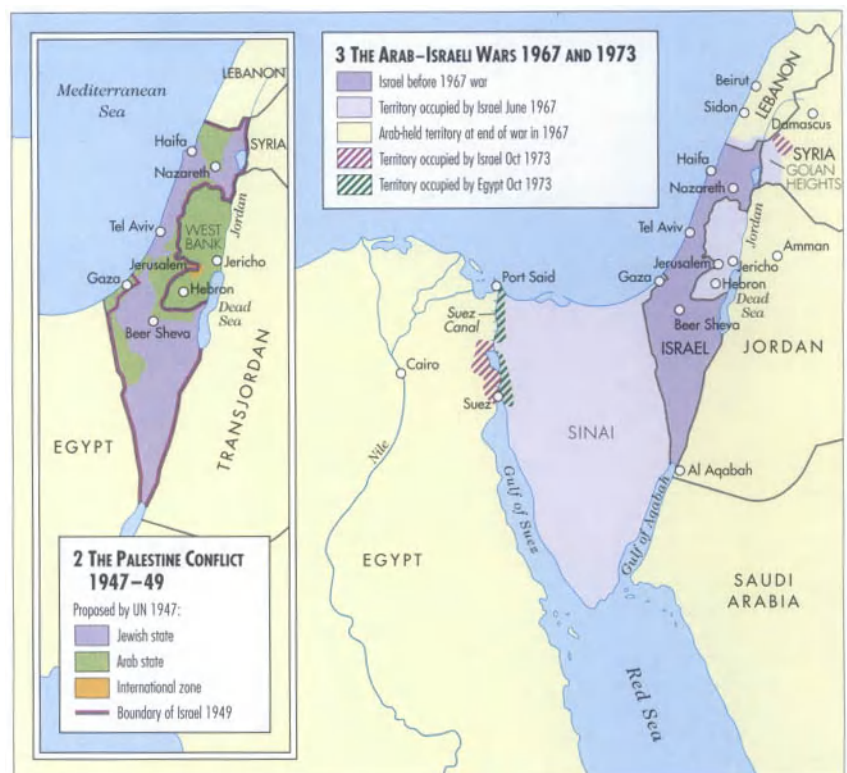 Mediterranean
Sea
LEBANON
SYRIA
Haifa
Nazareth
Tel Aviv
WEST
BANK
Jordan
Jerusalem
Jericho
Gaza
Hebron
Dead
Sea
Beer Sheva
EGYPT
TRANSJORDAN
2 THE PALESTINE CONFLICT
1947–49
Proposed by UN 1947:
Jewish state
Arab state
International zone
Boundary of Israel 1949
3 THE ARAB–ISRAELI WARS 1967 AND 1973
Israel before 1967 war
Territory occupied by Israel June 1967
Arab-held territory at end of war in 1967
Territory occupied by Israel Oct 1973
Territory occupied by Egypt Oct 1973
Beirut
LEBANON
Sidon
Damascus
SYRIA
GOLAN
HEIGHTS
Haifa
Nazareth
Tel Aviv
Jordan
Amman
Jerusalem
Jericho
Gaza
Hebron
Dead
Sea
Beer Sheva
ISRAEL
JORDAN
Port Said
Suez
Canal
Cairo
Suez
Nile
SINAI
Al Aqabah
Gulf of Suez
Gulf of Aqabah
EGYPT
SAUDI
ARABIA
Red Sea